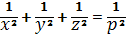 1/x² + 1/y² + 1/z² = 1/p²